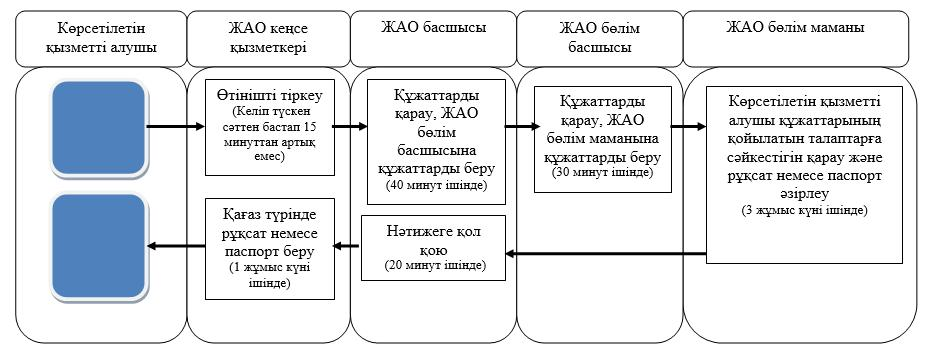 Көрсетілетін
қызметті алушы
ЖАО кеңсе
қызметкері
ЖАО басшысы
ЖАО бөлім
басшысы
ЖАО бөлім маманы
Өтінішті тіркеу
(Келіп түскен
сәттен бастап 15
минуттан артық
емес)
Құжаттарды
қарау, ЖАО
бөлім
басшысына
құжаттарды беру
(40 минут ішінде)
Құжаттарды
қарау, ЖАО
бөлім маманына
құжаттарды беру
(30 минут ішінде)
Көрсетілетін қызметті
алушы құжаттарының
қойылатын талаптарға
сәйкестігін қарау және
рұқсат немесе паспорт
әзірлеу
(3 жұмыс күні ішінде)
Қағаз түрінде
рұқсат немесе
паспорт беру
(1 жұмыс күні
ішінде)
Нәтижеге қол
қою
(20 минут ішінде)